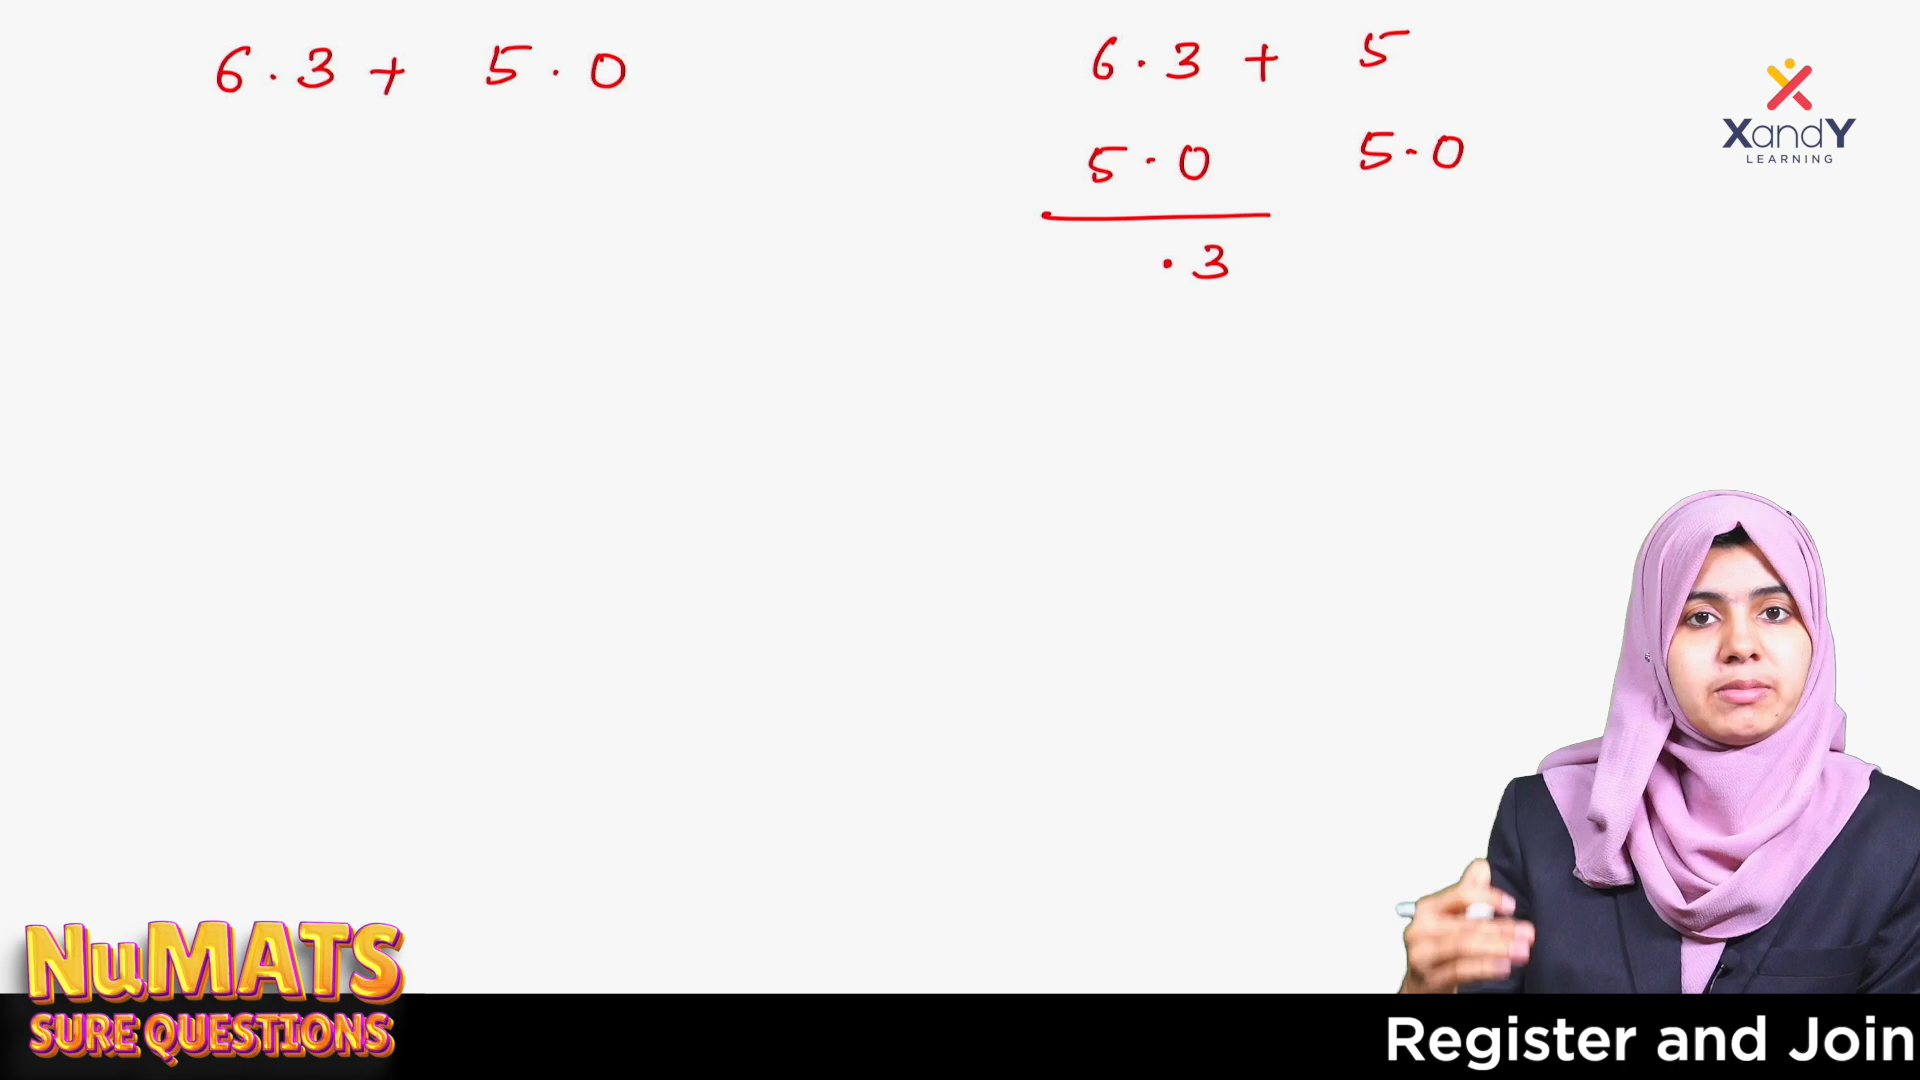 6.3 + 5.0
6.3 + 5
5.0 5.0
.3
XandY
LEARNING
NuMATS
SURE QUESTIONS
Register and Join